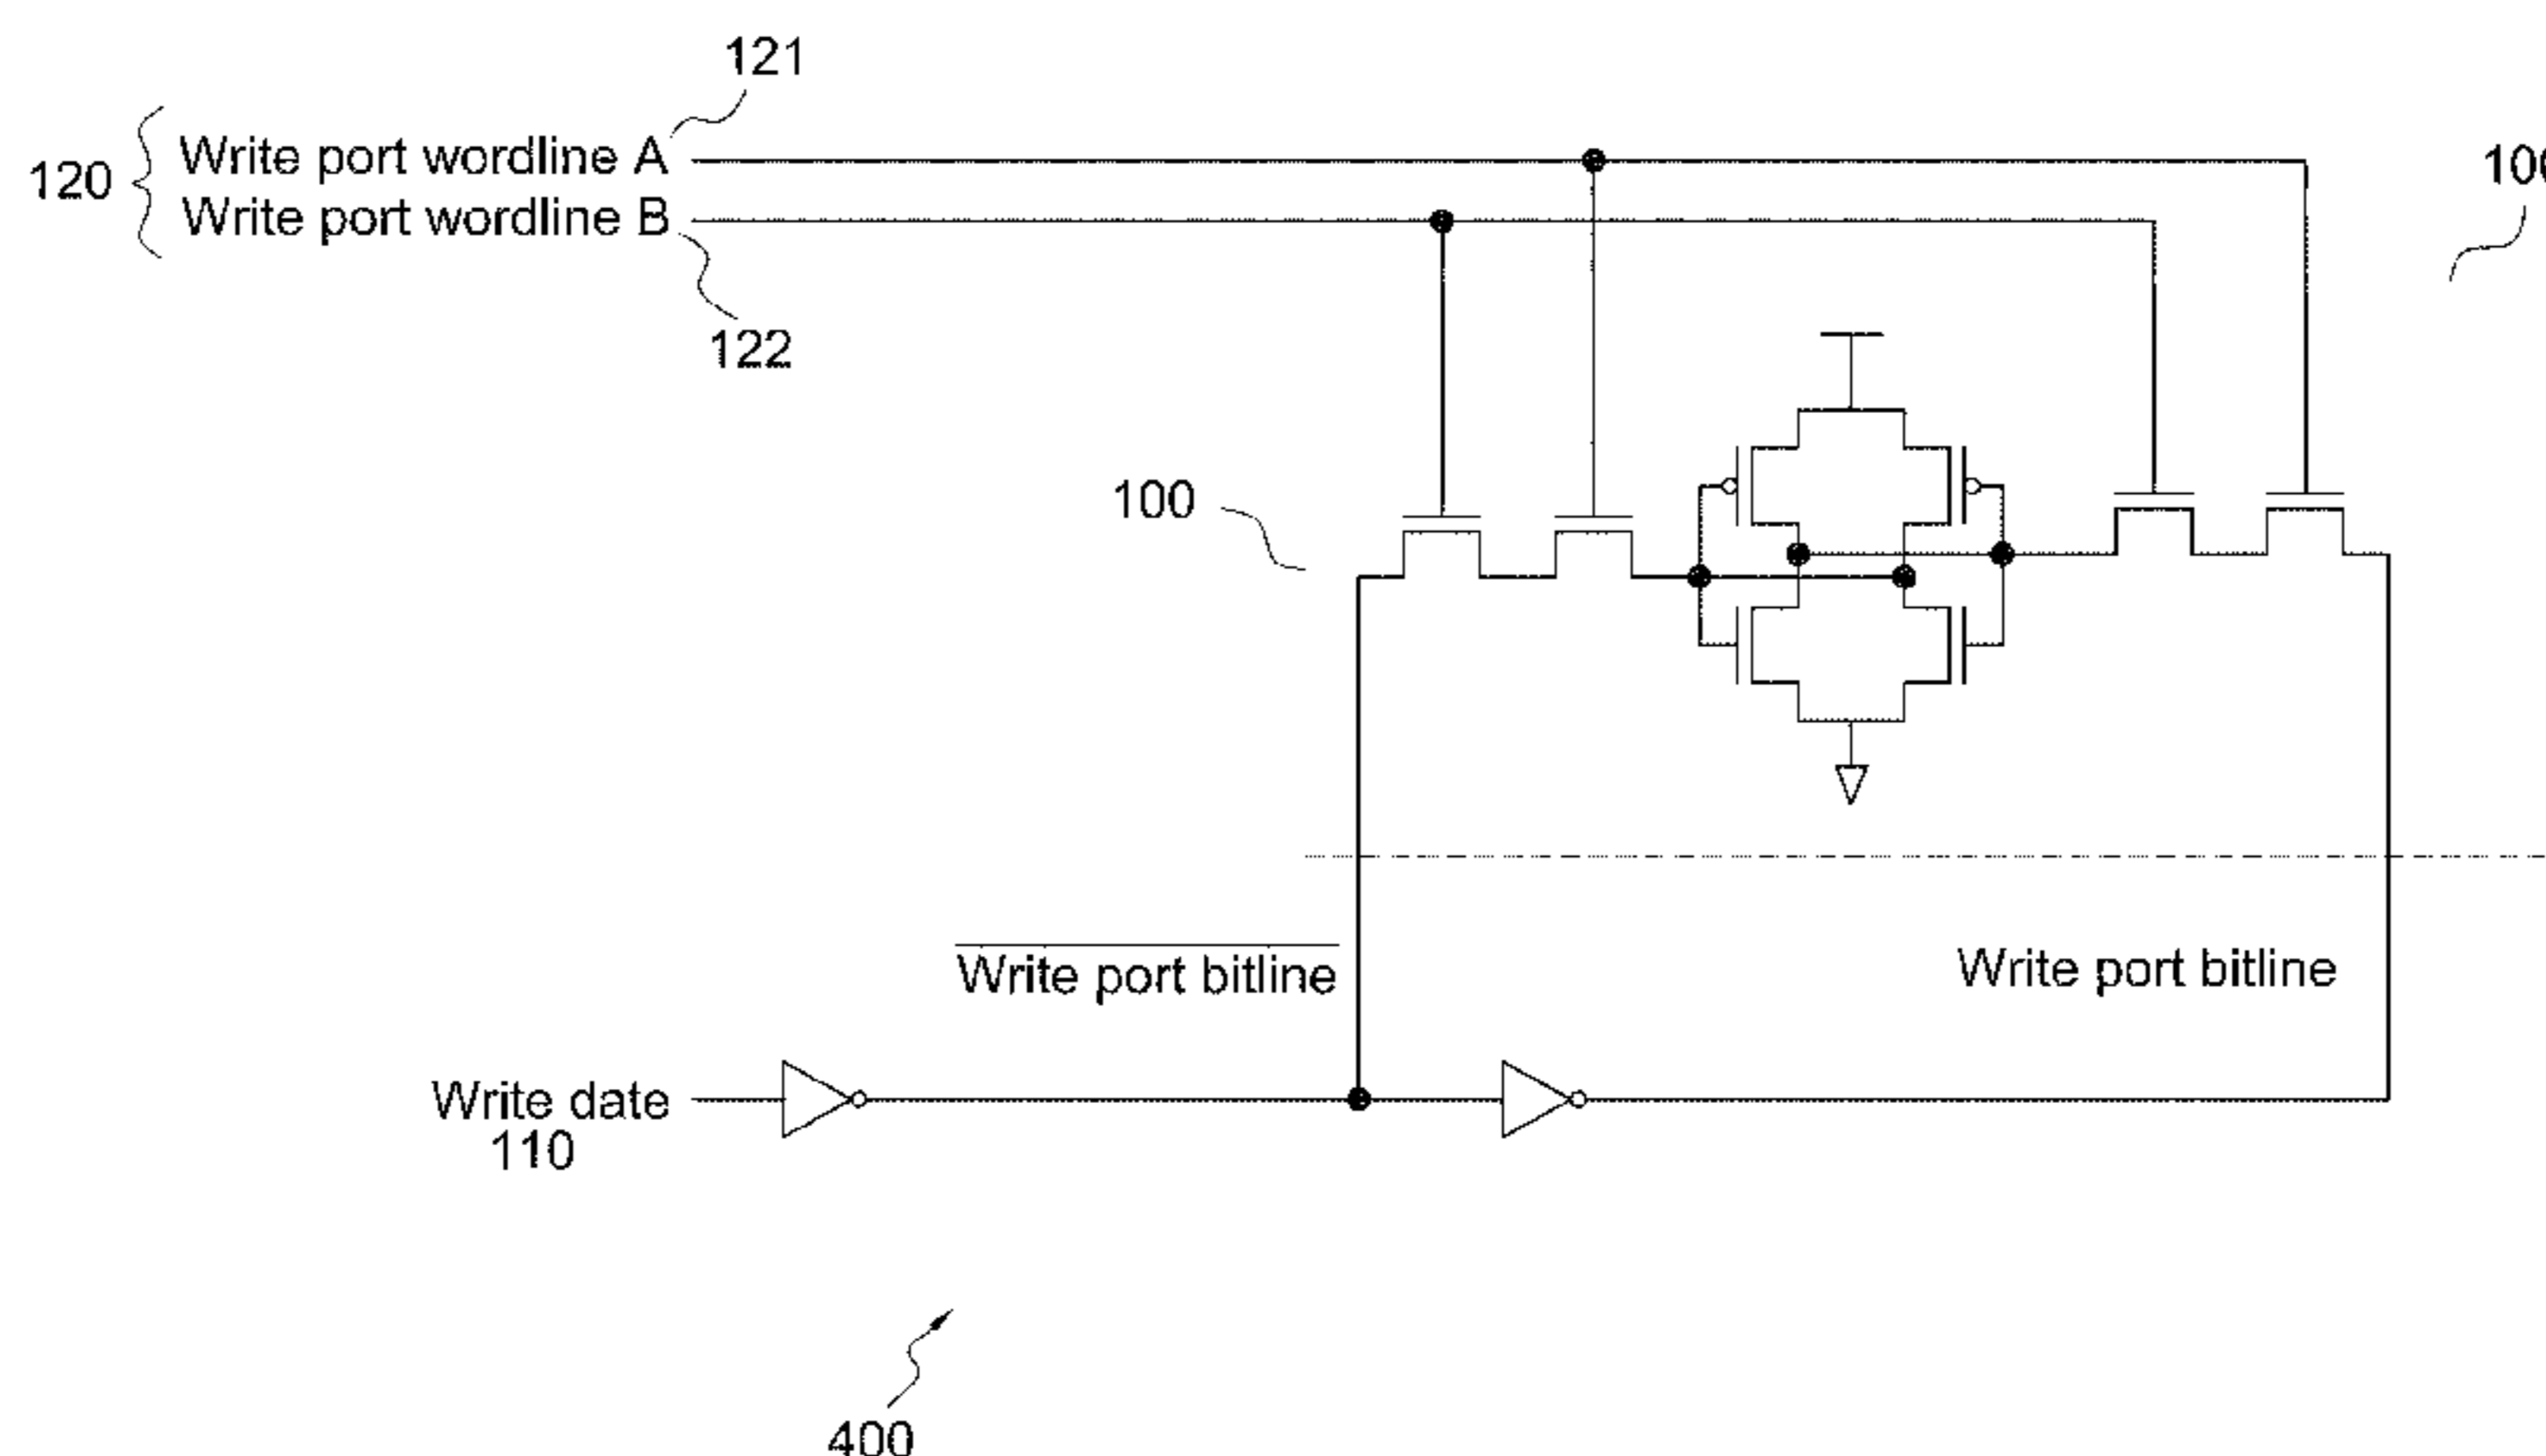 121
120
Write port wordline A
Write port wordline B
122
100
Write port bitline
Write port bitline
Write date
110
400